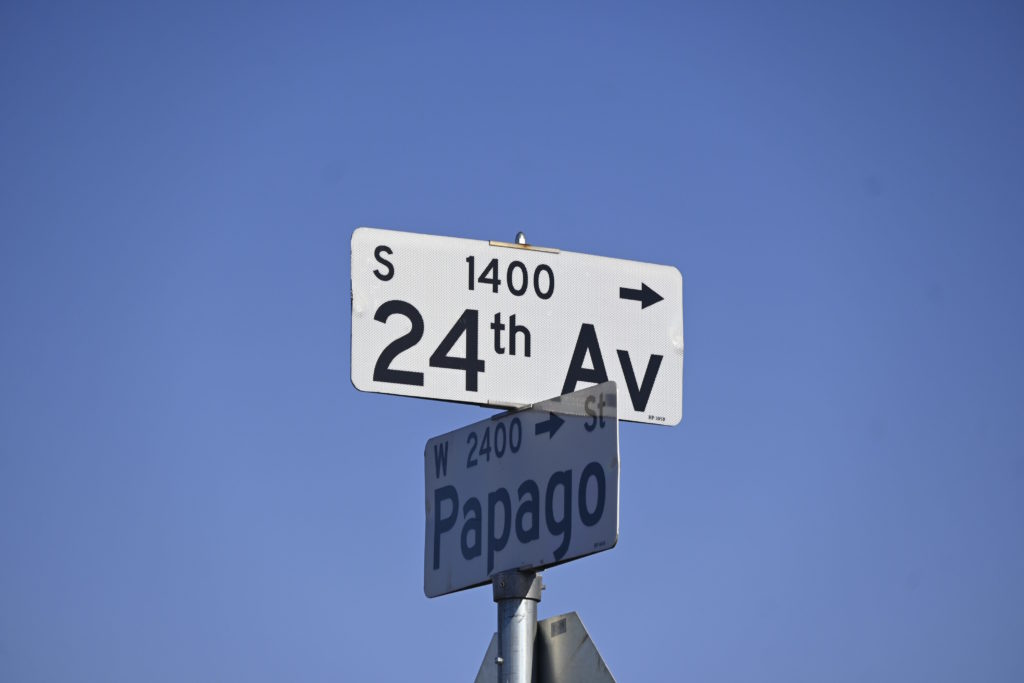 S 1400 →
24th Av
W 2400 → St
Papago